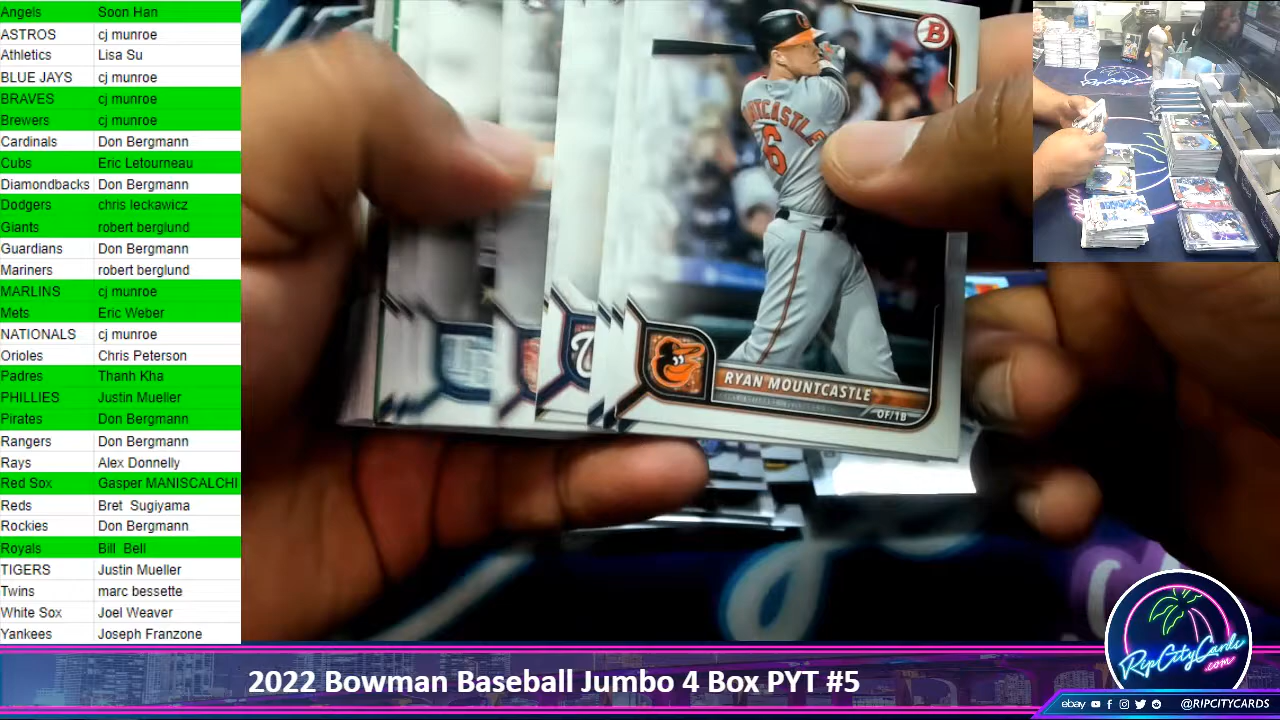 Angels Soon Han
ASTROS cj munroe
Athletics Lisa Su
BLUE JAYS cj munroe
BRAVES cj munroe
Brewers cj munroe
Cardinals Don Bergmann
Cubs Eric Letourneau
Diamondbacks Don Bergmann
Dodgers chris leckawicz
Giants robert berglund
Guardians Don Bergmann
Mariners robert berglund
MARLINS cj munroe
Mets Eric Weber
NATIONALS cj munroe
Orioles Chris Peterson
Padres Thanh Kha
PHILLIES Justin Mueller
Pirates Don Bergmann
Rangers Don Bergmann
Rays Alex Donnelly
Red Sox Gasper MANISCALCHI
Reds Bret Sugiyama
Rockies Don Bergmann
Royals Bill Bell
TIGERS Justin Mueller
Twins marc bessette
White Sox Joel Weaver
Yankees Joseph Franzone
B
6
RYAN MOUNTCASTLE
OF/1B
RipCityCards
.com
2022 Bowman Baseball Jumbo 4 Box PYT #5
ebay @RIPCITYCARDS